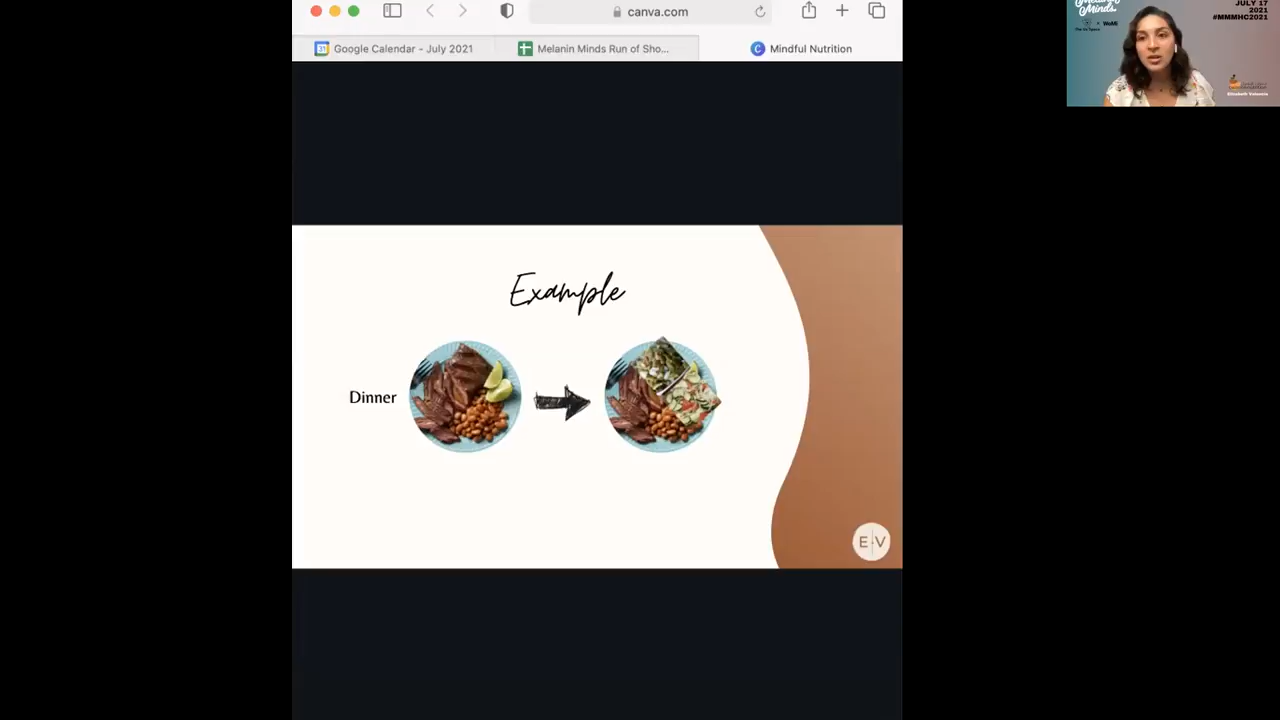 canva.com
Google Calendar - July 2021
Melanin Minds Run of Sho...
Mindful Nutrition
Example
Dinner
E V
Minds.
JULY 17
2021
#MMMHC2021